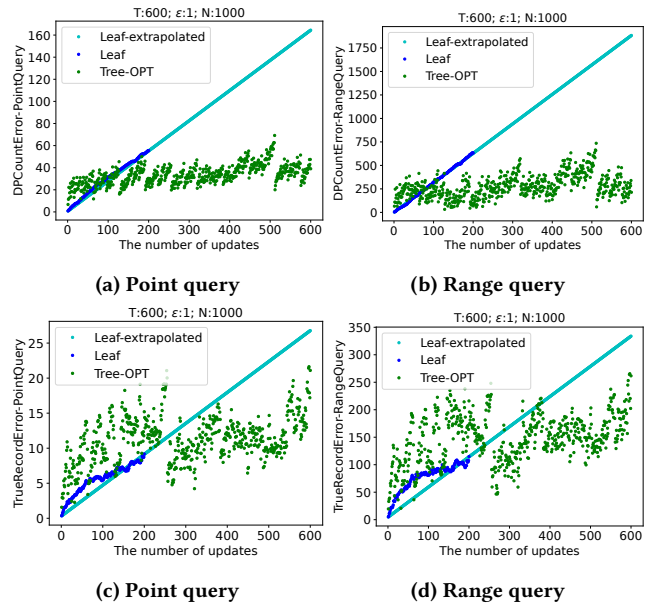 T:600; ε:1; N:1000
DPCountError-PointQuery
160
140
120
100
80
60
40
20
0
Leaf-extrapolated
Leaf
Tree-OPT
0 100 200 300 400 500 600
The number of updates
(a) Point query
T:600; ε:1; N:1000
DPCountError-RangeQuery
1750
1500
1250
1000
750
500
250
0
Leaf-extrapolated
Leaf
Tree-OPT
0 100 200 300 400 500 600
The number of updates
(b) Range query
T:600; ε:1; N:1000
TrueRecordError-PointQuery
25
20
15
10
5
0
Leaf-extrapolated
Leaf
Tree-OPT
0 100 200 300 400 500 600
The number of updates
(c) Point query
T:600; ε:1; N:1000
TrueRecordError-RangeQuery
350
300
250
200
150
100
50
0
Leaf-extrapolated
Leaf
Tree-OPT
0 100 200 300 400 500 600
The number of updates
(d) Range query